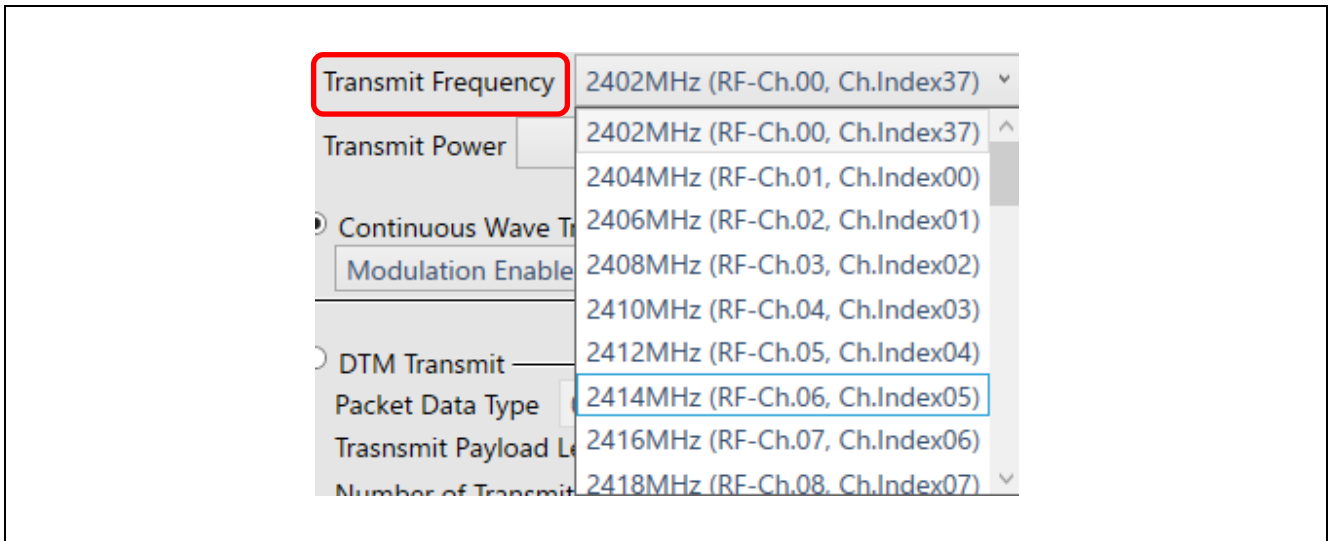 Transmit Frequency 2402MHz (RF-Ch.00, Ch.Index37)
2402MHz (RF-Ch.00, Ch.Index37)
Transmit Power
2404MHz (RF-Ch.01, Ch.Index00)
2406MHz (RF-Ch.02, Ch.Index01)
Continuous Wave
2408MHz (RF-Ch.03, Ch.Index02)
Modulation Enable
2410MHz (RF-Ch.04, Ch.Index03)
2412MHz (RF-Ch.05, Ch.Index04)
DTM Transmit
2414MHz (RF-Ch.06, Ch.Index05)
Packet Data Type
2416MHz (RF-Ch.07, Ch.Index06)
Trasnsmit Payload
2418MHz (RF-Ch.08, Ch.Index07)
Number of Transmit